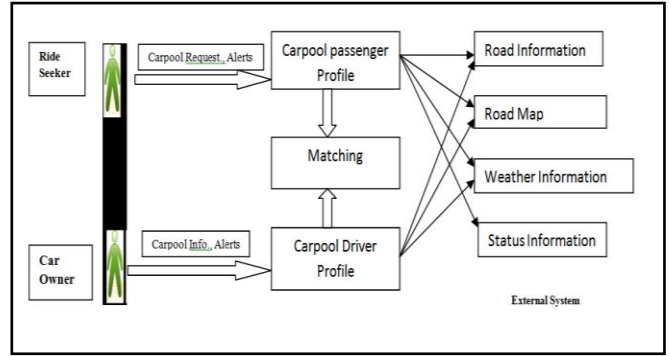 Ride
Seeker
Carpool Request., Alerts
Carpool passenger
Profile
Road Information
Road Map
Matching
Weather Information
Car
Owner
Carpool Info., Alerts
Carpool Driver
Profile
Status Information
External System